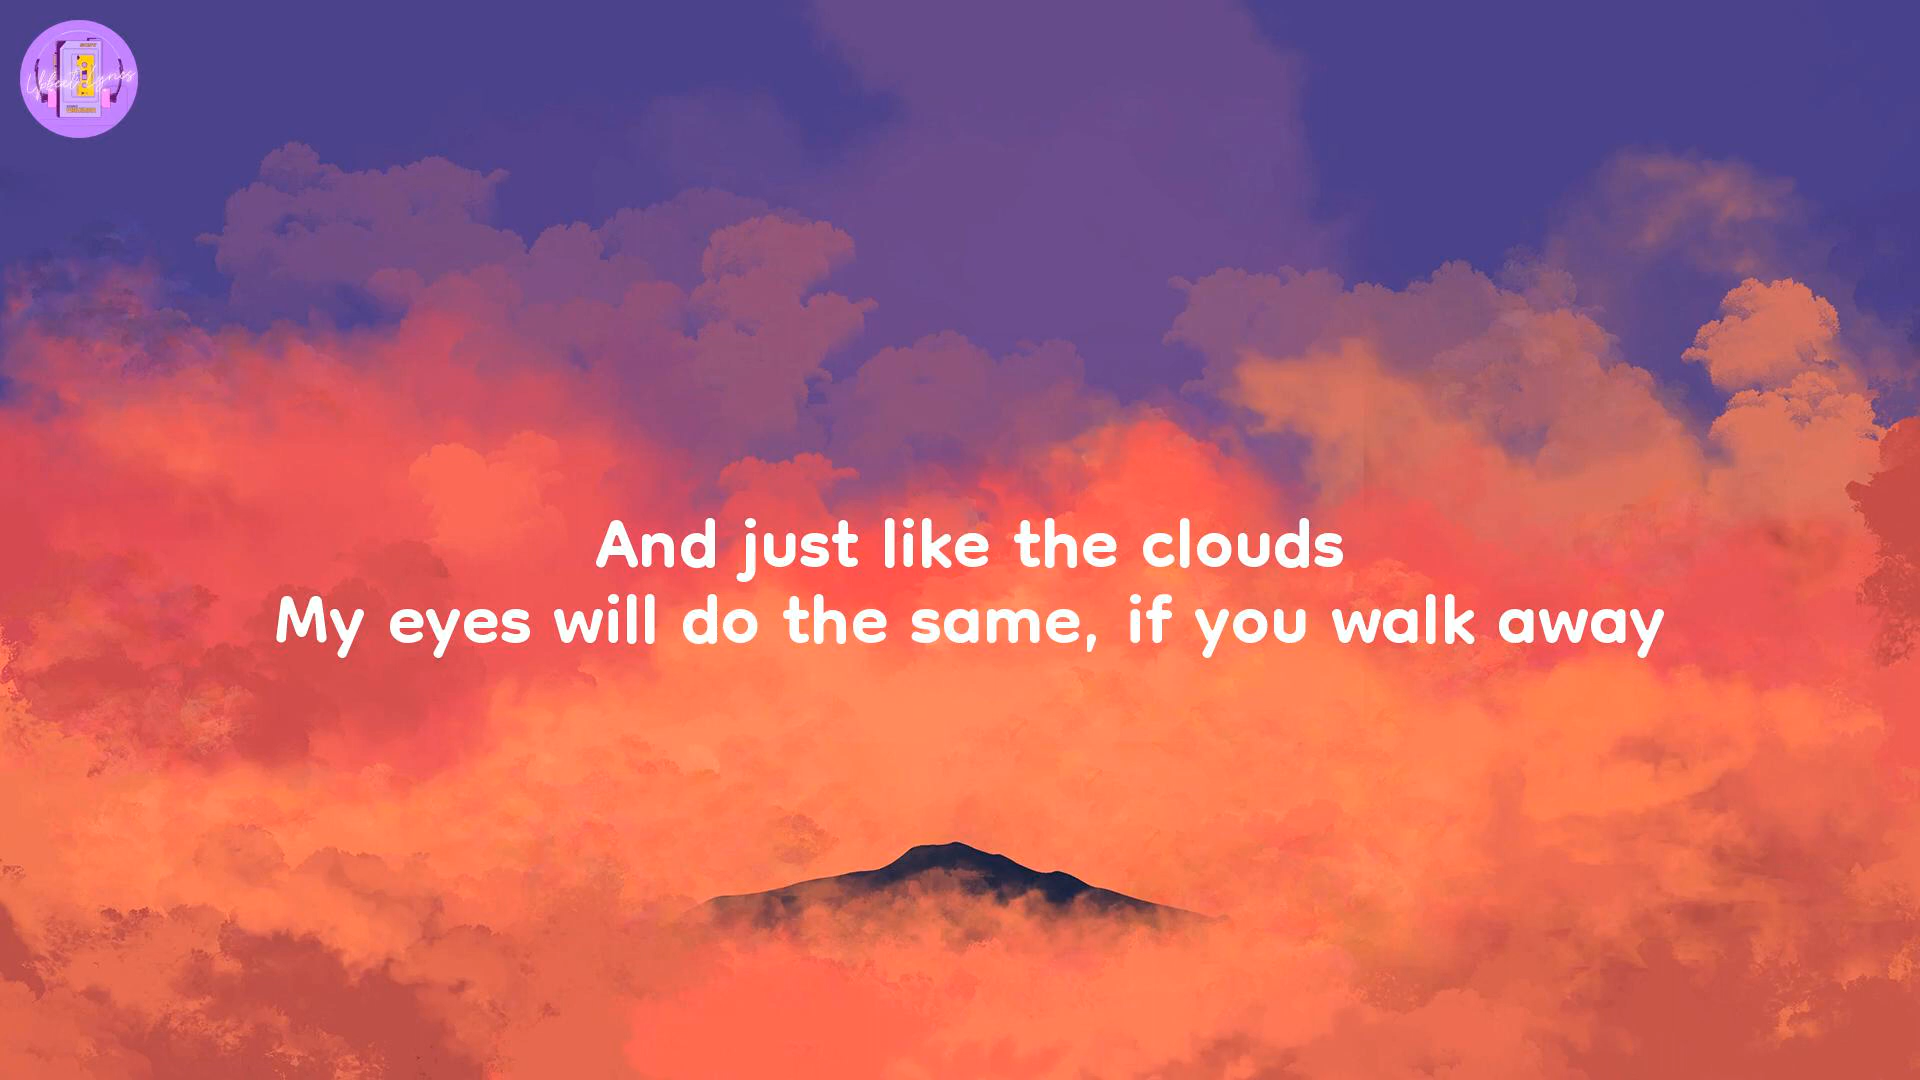 And just like the clouds
My eyes will do the same, if you walk away